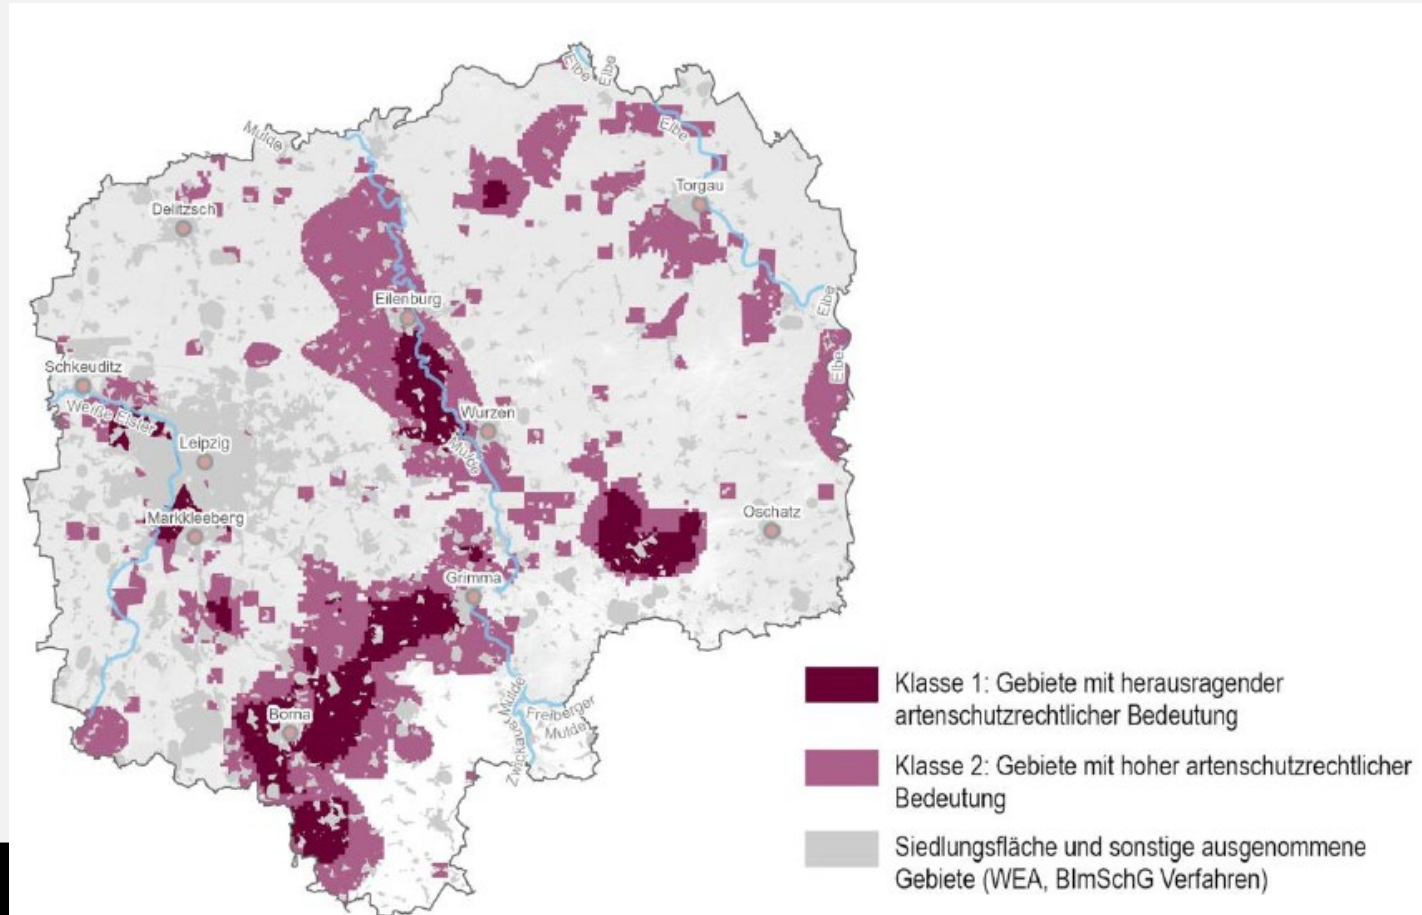 Elbe
Elbe
Mulde
Elbe
Torgau
Delitzsch
Eilenburg
Elbe
Schkeuditz
Elbe
Weiße Elster
Wurzen
Leipzig
Mulde
Markkleeberg
Oschatz
Grimma
Klasse 1: Gebiete mit herausragender
artenschutzrechtlicher Bedeutung
Borna
Zwickauer Mulde
Freiberger
Mulde
Klasse 2: Gebiete mit hoher artenschutzrechtlicher
Bedeutung
Siedlungsfläche und sonstige ausgenommene
Gebiete (WEA, BImSchG Verfahren)